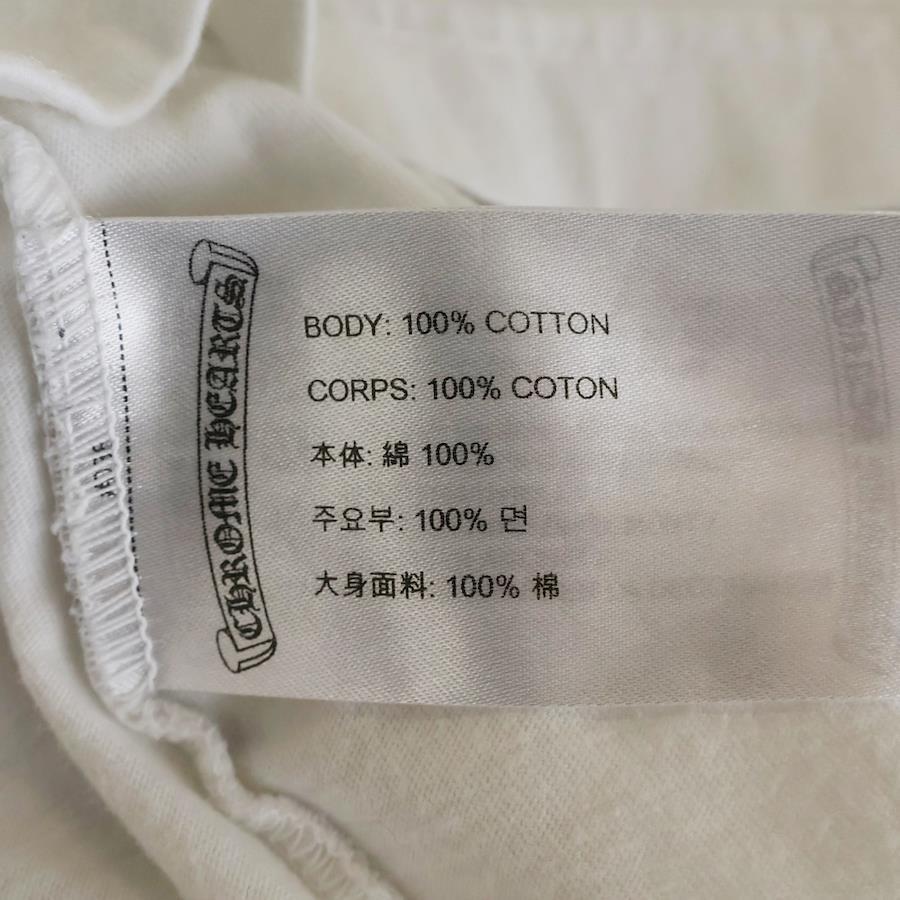 CHROME HEARTS
BODY: 100% COTTON
CORPS: 100% COTON
本体: 綿 100%
주요부: 100% 면
大身面料: 100% 棉